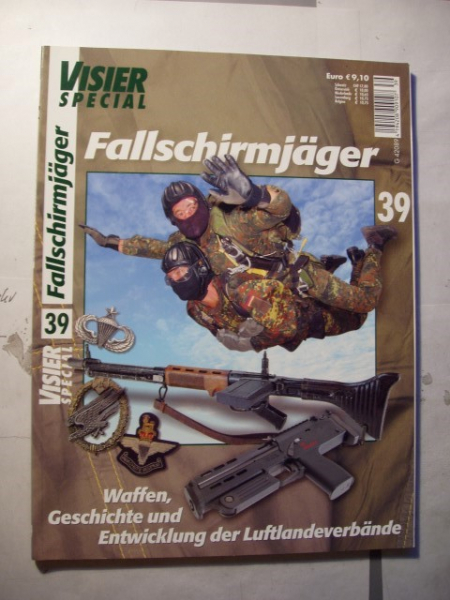 VISIER
SPECIAL
Euro € 9,10
Fallschirmjäger
39
Fallschirmjäger
39
VISIER
SPECIAL
Waffen,
Geschichte und
Entwicklung der Luftlandeverbände